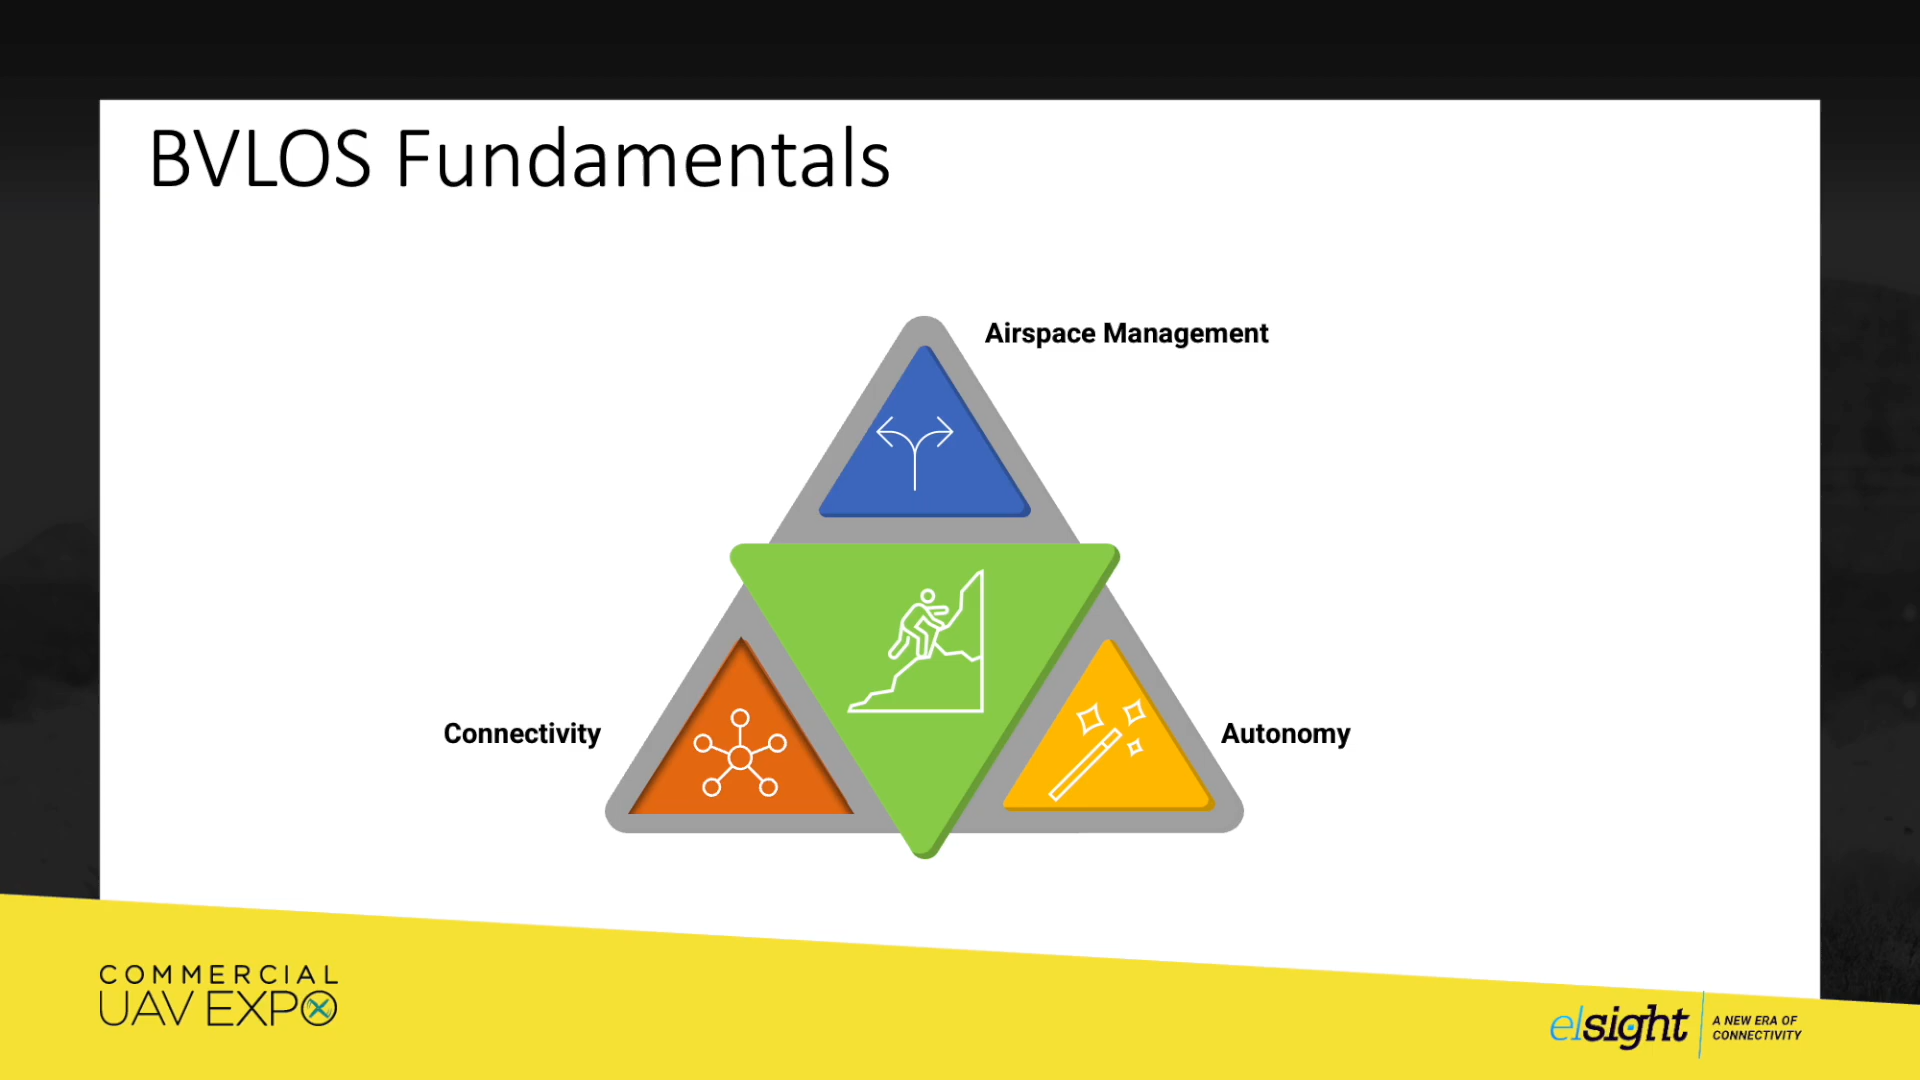 BVLOS Fundamentals
Airspace Management
Connectivity
Autonomy
COMMERCIAL
UAV EXPO
elsight
A NEW ERA OF
CONNECTIVITY